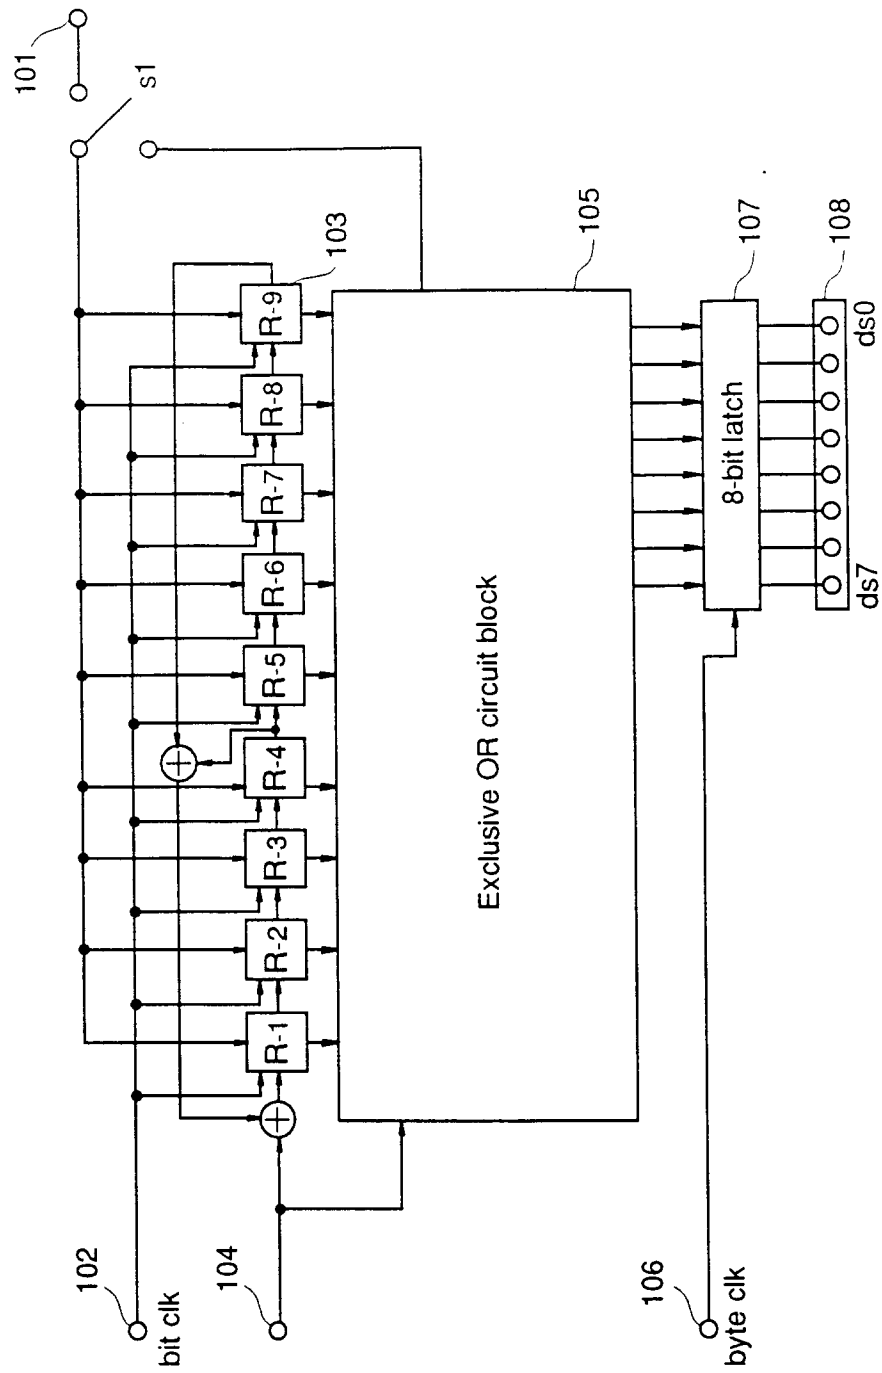 101
s1
102
bit clk
103
R-1
R-2
R-3
R-4
R-5
R-6
R-7
R-8
R-9
104
Exclusive OR circuit block
105
106
byte clk
107
8-bit latch
108
ds7
ds0